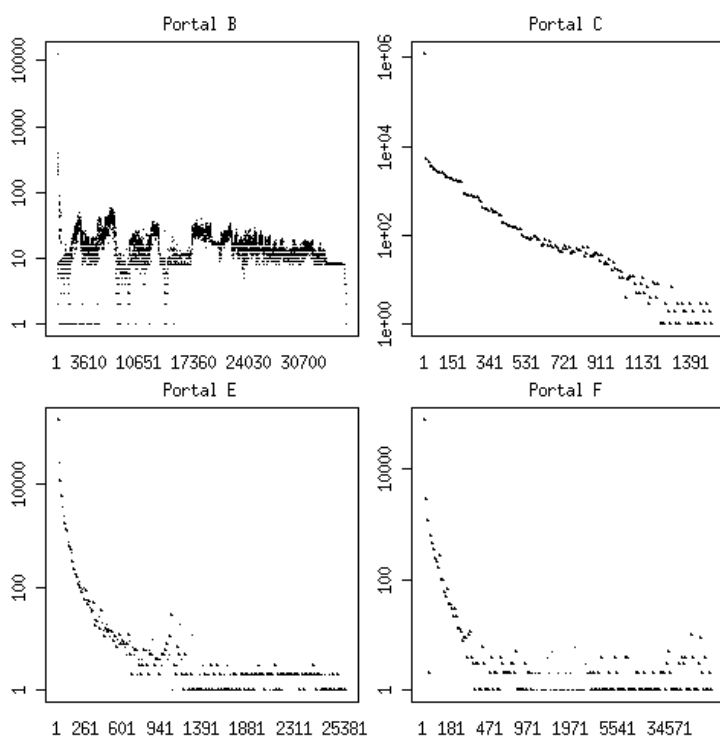 Portal B
10000
1000
100
10
1
1 3610 10651 17360 24030 30700
Portal C
1e+06
1e+04
1e+02
1e+00
1 151 341 531 721 911 1131 1391
Portal E
10000
100
1
1 261 601 941 1391 1881 2311 25381
Portal F
10000
100
1
1 181 471 971 1971 5541 34571